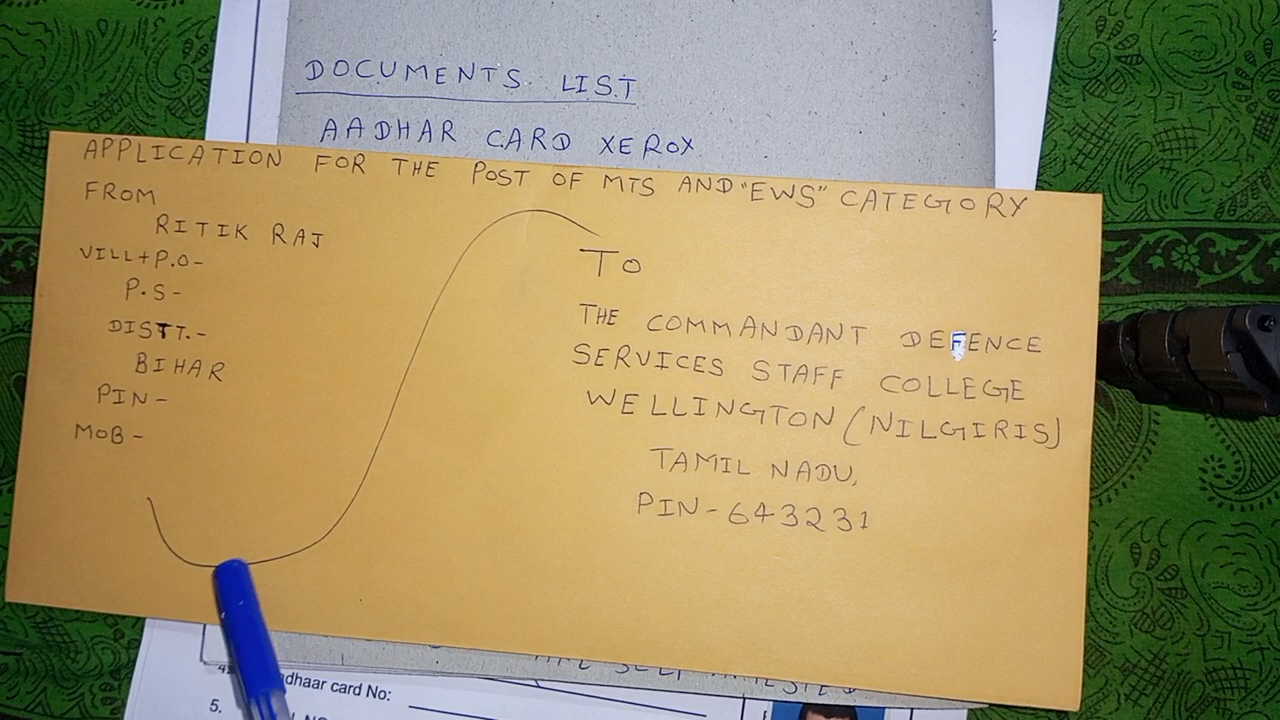 DOCUMENTS LIST
AADHAR CARD XEROX
APPLICATION FOR THE POST OF MTS AND "EWS" CATEGORY
FROM
RITIK RAJ
VILL+P.O-
P.S-
DISTT.-
BIHAR
PIN-
MOB-
TO
THE COMMANDANT DEFENCE
SERVICES STAFF COLLEGE
WELLINGTON (NILGIRIS)
TAMIL NADU,
PIN-643231
SELF ATTESTED
adhaar card No:
5.